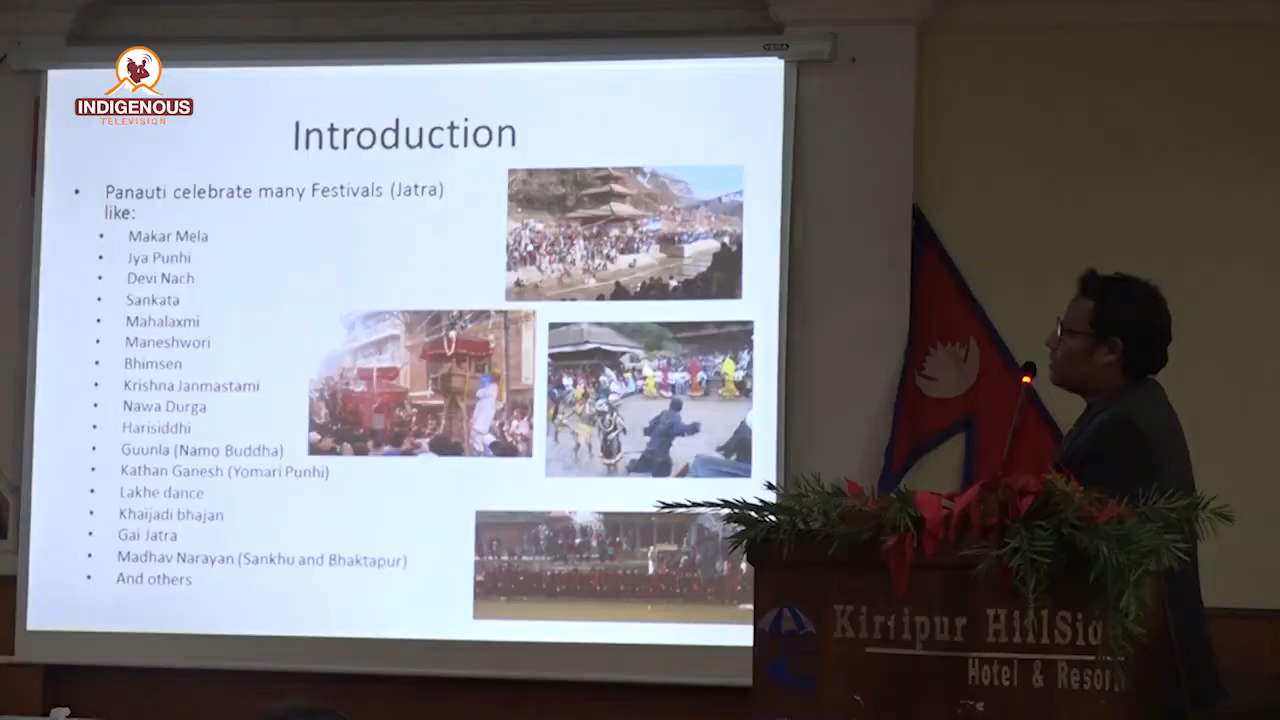 VEGA
INDIGENOUS
TELEVISION
Introduction
• Panauti celebrate many Festivals (Jatra)
like:
• Makar Mela
• Jya Punhi
• Devi Nach
• Sankata
• Mahalaxmi
• Maneshwori
• Bhimsen
• Krishna Janmastami
• Nawa Durga
• Harisiddhi
• Guunla (Namo Buddha)
• Kathan Ganesh (Yomari Punhi)
• Lakhe dance
• Khaijadi bhajan
• Gai Jatra
• Madhav Narayan (Sankhu and Bhaktapur)
• And others
Kirtipur HillSid
Hotel & Resor